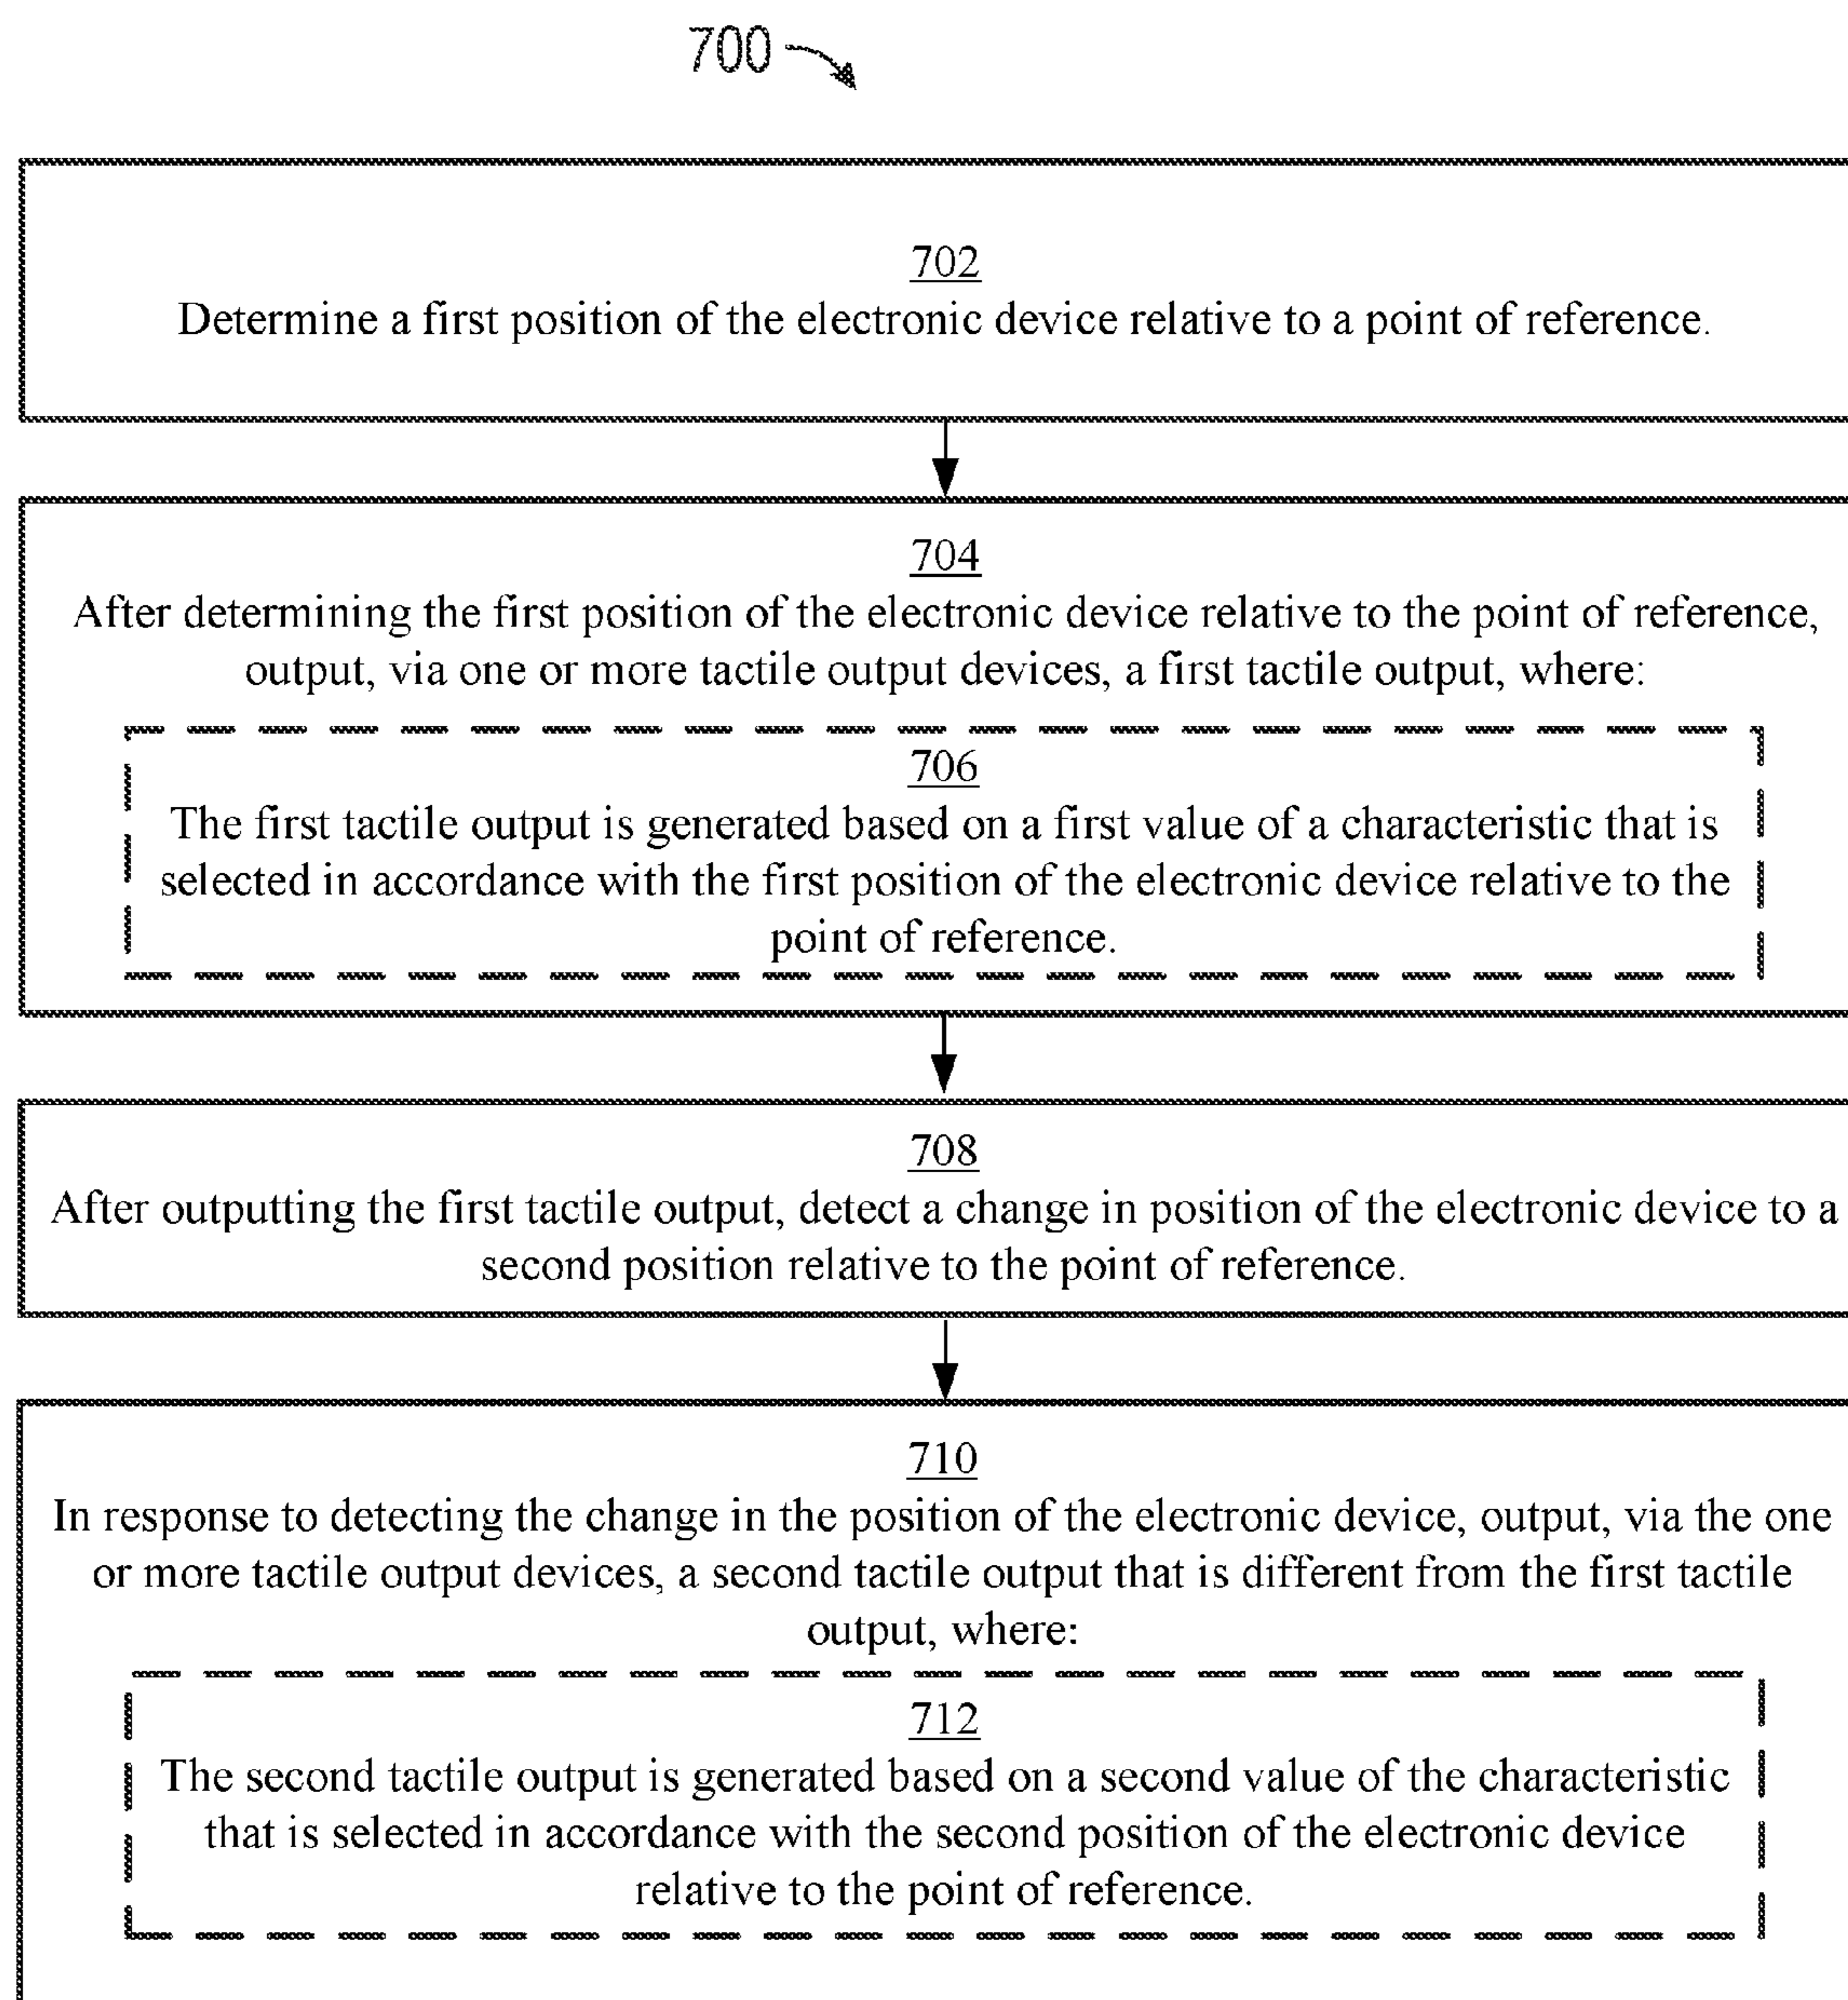 700
702
Determine a first position of the electronic device relative to a point of reference.
704
After determining the first position of the electronic device relative to the point of reference,
output, via one or more tactile output devices, a first tactile output, where:
706
The first tactile output is generated based on a first value of a characteristic that is
selected in accordance with the first position of the electronic device relative to the
point of reference.
708
After outputting the first tactile output, detect a change in position of the electronic device to a
second position relative to the point of reference.
710
In response to detecting the change in the position of the electronic device, output, via the one
or more tactile output devices, a second tactile output that is different from the first tactile
output, where:
712
The second tactile output is generated based on a second value of the characteristic
that is selected in accordance with the second position of the electronic device
relative to the point of reference.